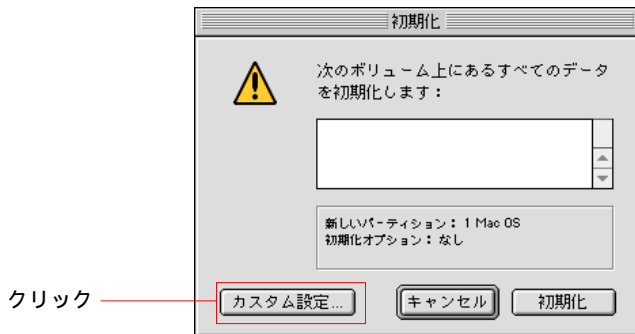 初期化
次のボリューム上にあるすべてのデータ
を初期化します：
新しいパーティション： 1 Mac OS
初期化オプション： なし
クリック
カスタム設定...
キャンセル
初期化